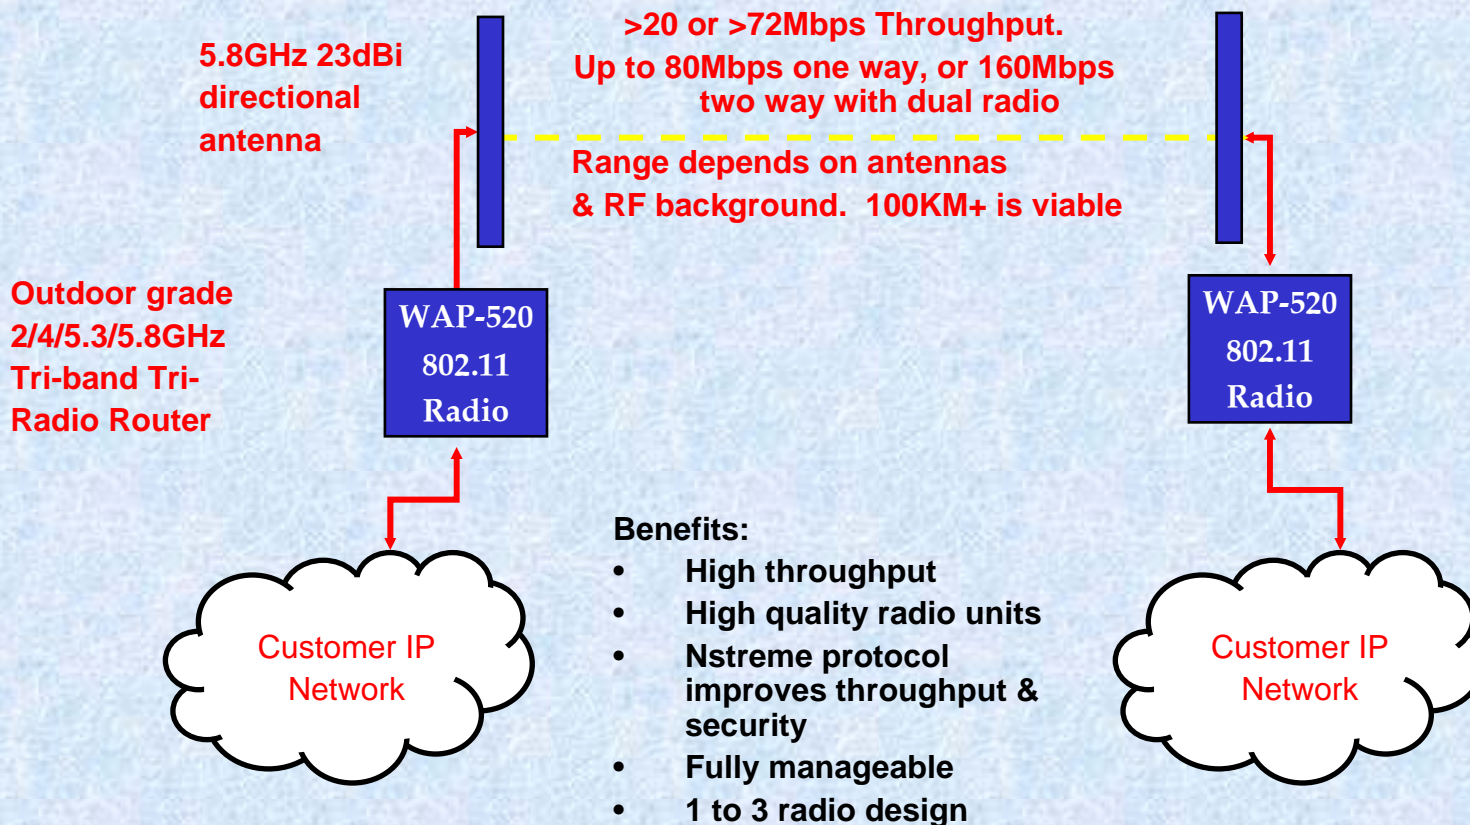 >20 or >72Mbps Throughput.
Up to 80Mbps one way, or 160Mbps
two way with dual radio
5.8GHz 23dBi
directional
antenna
Range depends on antennas
& RF background. 100KM+ is viable
Outdoor grade
2/4/5.3/5.8GHz
Tri-band Tri-
Radio Router
WAP-520
802.11
Radio
WAP-520
802.11
Radio
Customer IP
Network
Benefits:
• High throughput
• High quality radio units
• Nstreme protocol
improves throughput &
security
• Fully manageable
• 1 to 3 radio design
Customer IP
Network